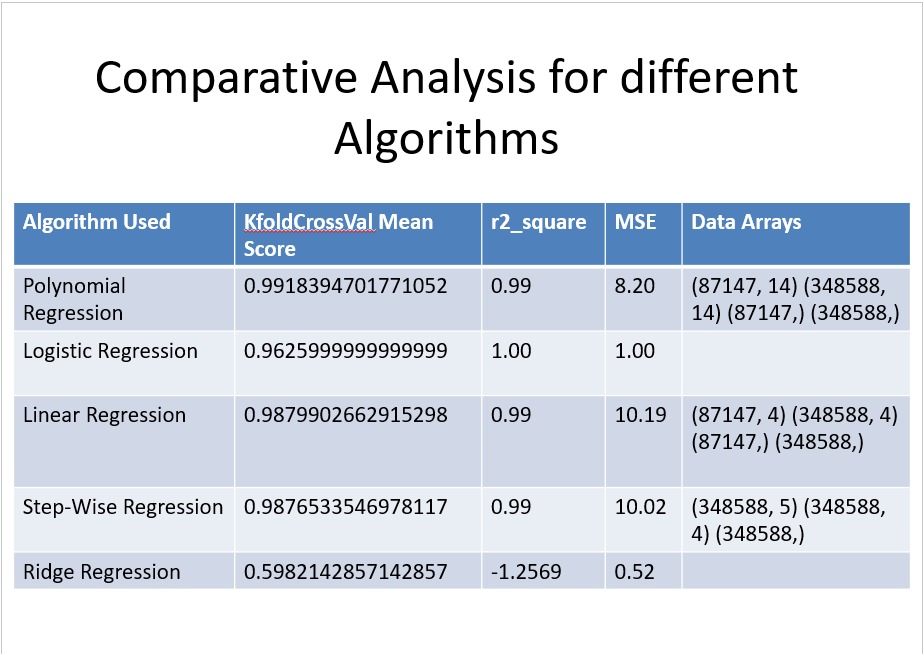 Comparative Analysis for different
Algorithms
Algorithm Used
KfoldCrossVal Mean
Score
r2_square
MSE
Data Arrays
Polynomial
Regression
0.9918394701771052
0.99
8.20
(87147, 14) (348588,
14) (87147,) (348588,)
Logistic Regression
0.9625999999999999
1.00
1.00
Linear Regression
0.9879902662915298
0.99
10.19
(87147, 4) (348588, 4)
(87147,) (348588,)
Step-Wise Regression
0.9876533546978117
0.99
10.02
(348588, 5) (348588,
4) (348588,)
Ridge Regression
0.5982142857142857
-1.2569
0.52